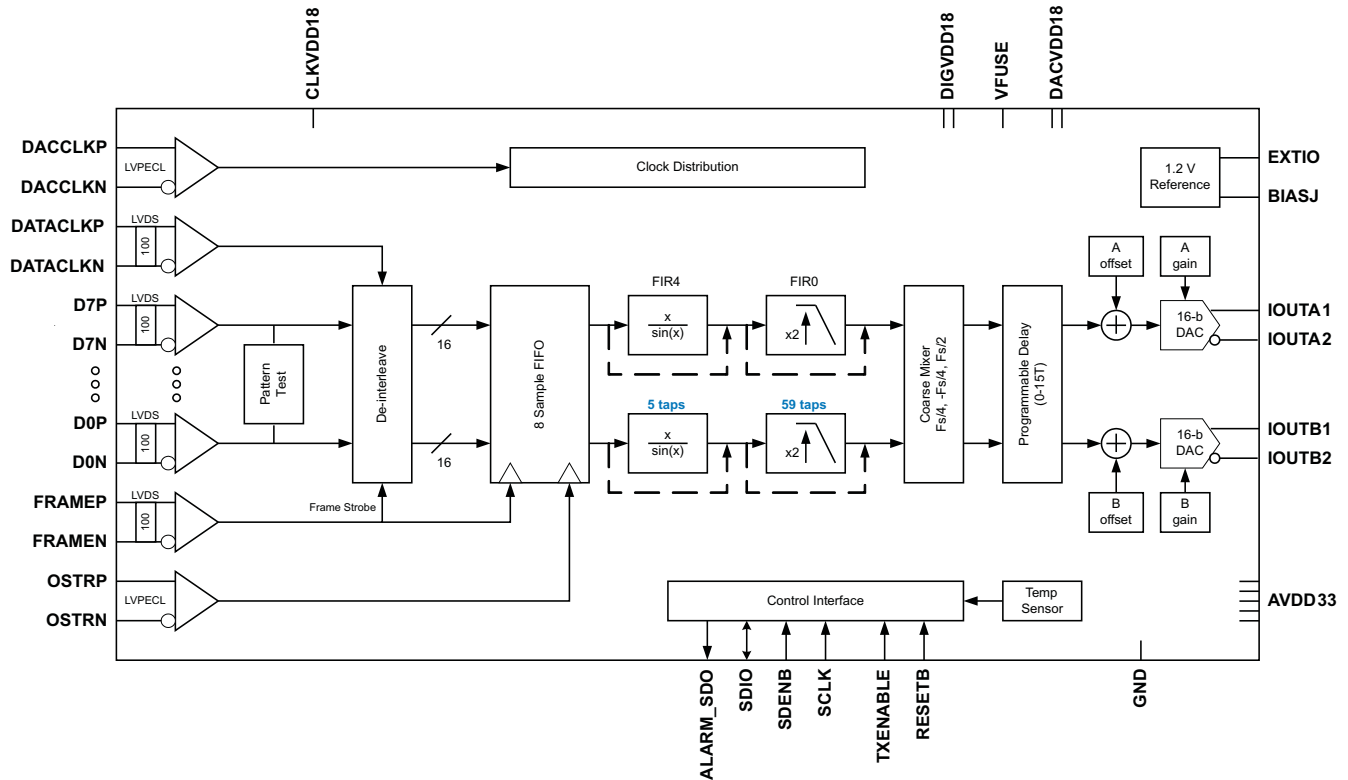 CLKVDD18
DIGVDD18
VFUSE
DACVDD18
DACCLKP
LVPECL
DACCLKN
Clock Distribution
1.2 V
Reference
EXTIO
BIASJ
DATACLKP
LVDS
100
DATACLKN
A
offset
A
gain
D7P
LVDS
100
D7N
Pattern
Test
D0P
LVDS
100
D0N
De-interleave
16
16
8 Sample FIFO
FIR4
x
sin(x)
FIR0
x2
5 taps
x
sin(x)
59 taps
x2
Coarse Mixer
Fs/4, -Fs/4, Fs/2
Programmable Delay
(0-15T)
16-b
DAC
IOUTA1
IOUTA2
16-b
DAC
IOUTB1
IOUTB2
B
offset
B
gain
FRAMEP
LVDS
100
FRAMEN
Frame Strobe
OSTRP
LVPECL
OSTRN
Control Interface
Temp
Sensor
AVDD33
ALARM_SDO
SDIO
SDENB
SCLK
TXENABLE
RESETB
GND